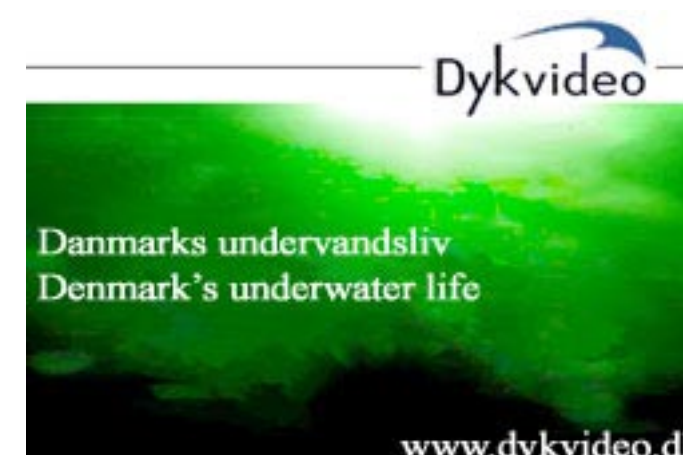 Dykvideo
Danmarks undervandsliv
Denmark's underwater life
www.dykvideo.d